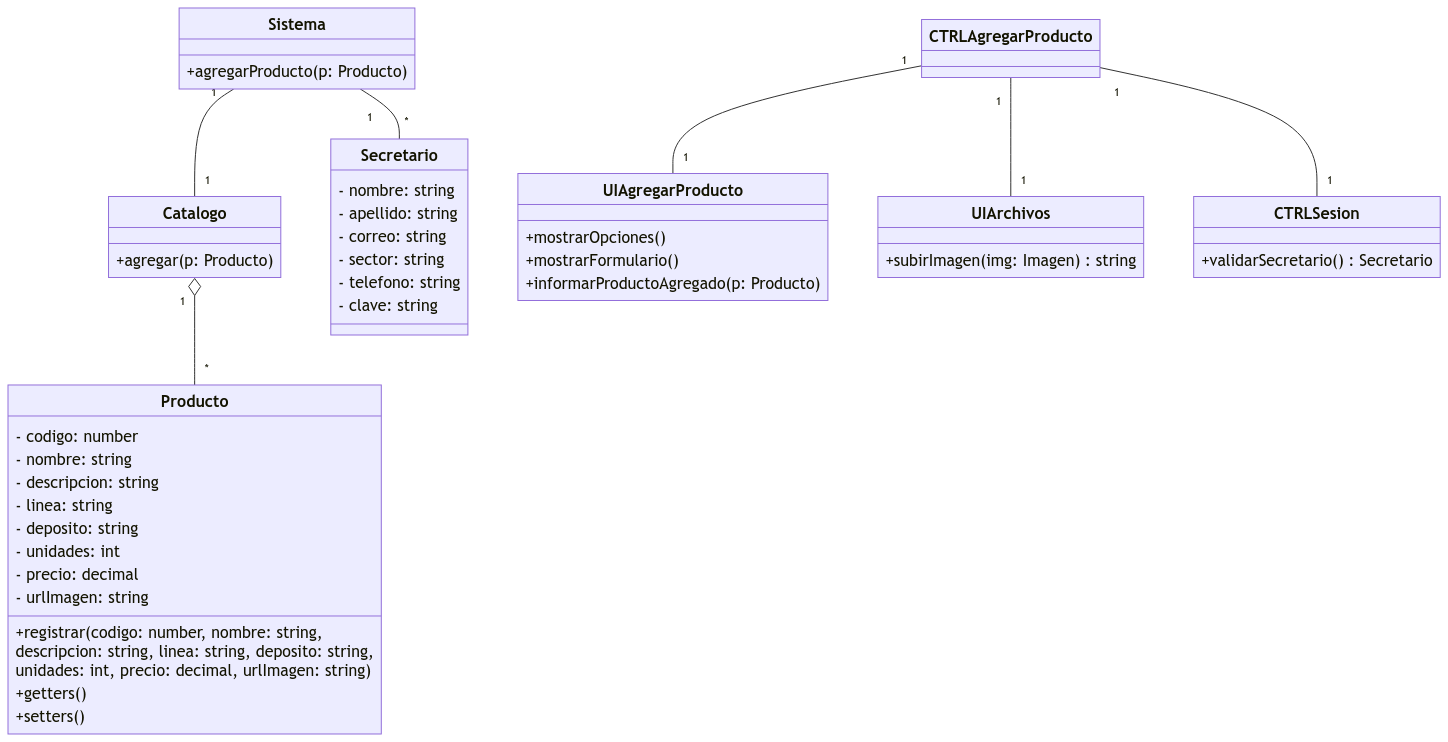 Sistema
+agregarProducto(p: Producto)
1
1
*
1
Secretario
- nombre: string
- apellido: string
- correo: string
- sector: string
- telefono: string
- clave: string
Catalogo
+agregar(p: Producto)
1
*
Producto
- codigo: number
- nombre: string
- descripcion: string
- linea: string
- deposito: string
- unidades: int
- precio: decimal
- urlImagen: string
+registrar(codigo: number, nombre: string,
descripcion: string, linea: string, deposito: string,
unidades: int, precio: decimal, urlImagen: string)
+getters()
+setters()
CTRLAgregarProducto
1
1
1
1
1
1
UIAgregarProducto
+mostrarOpciones()
+mostrarFormulario()
+informarProductoAgregado(p: Producto)
UIArchivos
+subirImagen(img: Imagen) : string
CTRLSesion
+validarSecretario() : Secretario